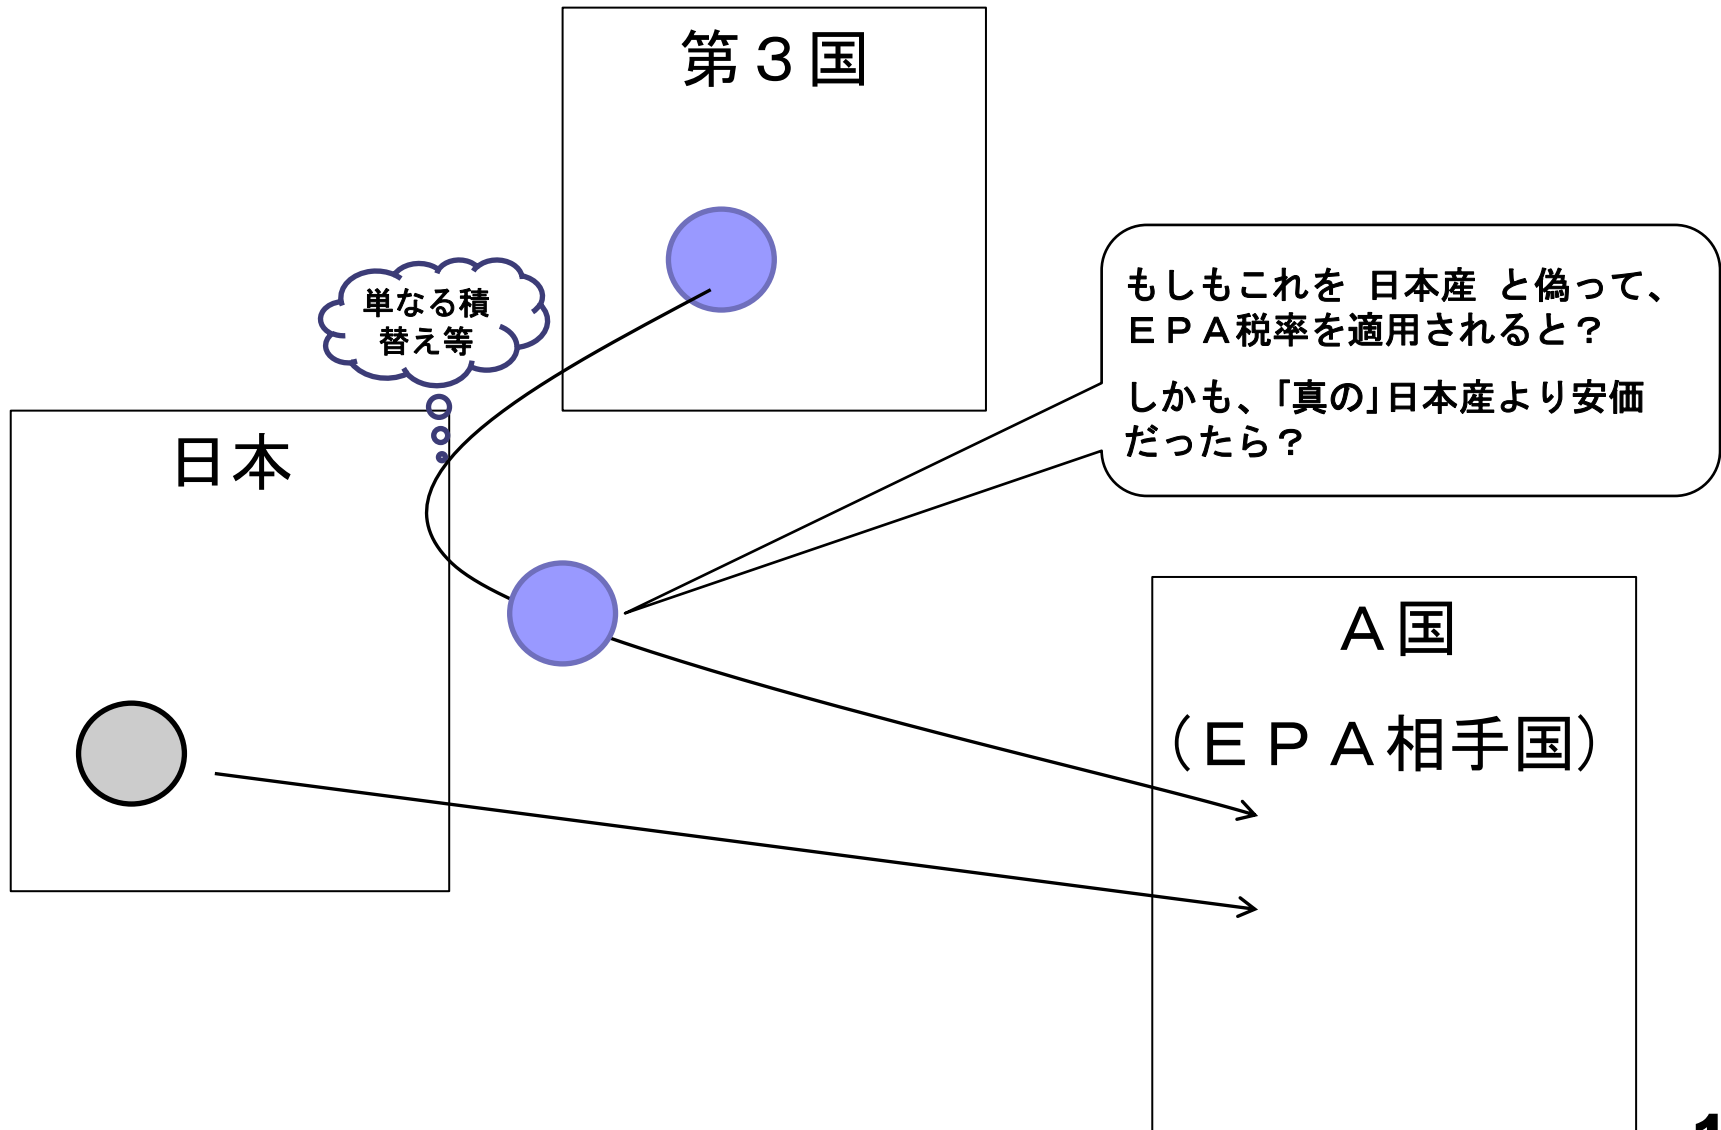 第３国
単なる積
替え等
もしもこれを 日本産 と偽って、
ＥＰＡ税率を適用されると？
しかも、「真の」日本産より安価
だったら？
日本
Ａ国
（ＥＰＡ相手国）